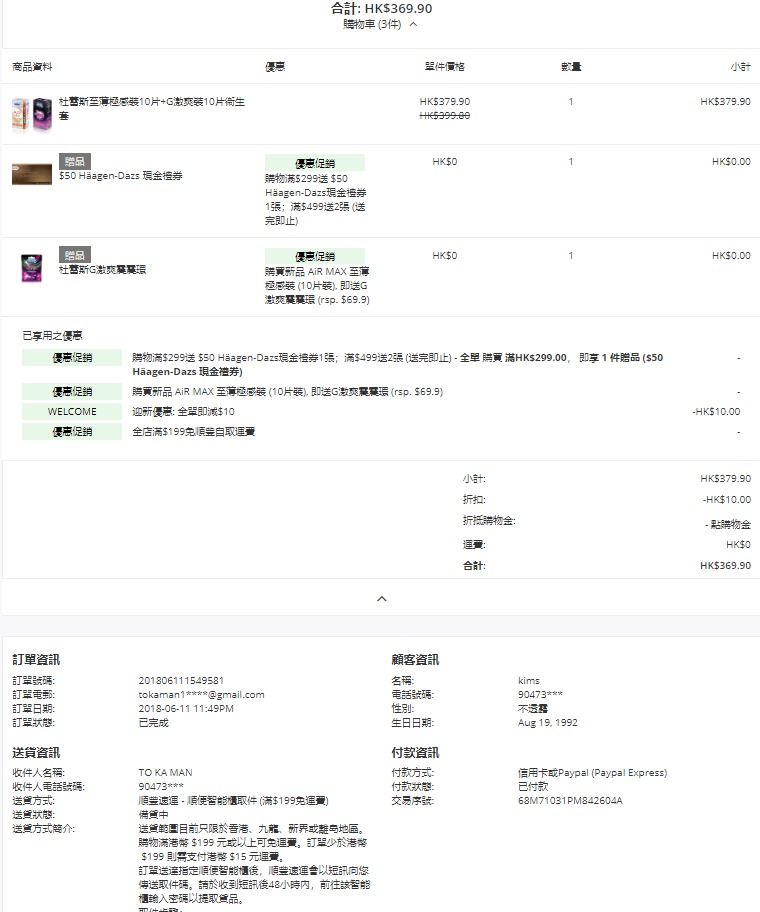 合計: HK$369.90
購物車 (3件)
商品資料 優惠 單件價格 數量 小計
杜蕾斯至薄極感裝10片+G激爽裝10片衛生套 HK$379.90 HK$399.80 1 HK$379.90
贈品
$50 Häagen-Dazs 現金禮券
優惠促銷
購物滿$299送 $50
Häagen-Dazs現金禮券
1張；滿$499送2張 (送
完即止)
HK$0 1 HK$0.00
贈品
杜蕾斯G激爽震震環
優惠促銷
購買新品 AiR MAX 至薄
極感裝 (10片裝), 即送G
激爽震震環 (rsp. $69.9)
HK$0 1 HK$0.00
已享用之優惠
優惠促銷 購物滿$299送 $50 Häagen-Dazs現金禮券1張；滿$499送2張 (送完即止) - 全單 購買 滿HK$299.00， 即享 1 件贈品 ($50 -
Häagen-Dazs 現金禮券)
優惠促銷 購買新品 AiR MAX 至薄極感裝 (10片裝), 即送G激爽震震環 (rsp. $69.9) -
WELCOME 迎新優惠: 全單即減$10 -HK$10.00
優惠促銷 全店滿$199免順豐自取運費 -
小計: HK$379.90
折扣: -HK$10.00
折抵購物金: - 點購物金
運費: HK$0
合計: HK$369.90
訂單資訊
訂單號碼: 201806111549581
訂單電郵: tokaman1****@gmail.com
訂單日期: 2018-06-11 11:49PM
訂單狀態: 已完成
顧客資訊
名稱: kims
電話號碼: 90473***
性別: 不透露
生日日期: Aug 19, 1992
送貨資訊
收件人名稱: TO KA MAN
收件人電話號碼: 90473***
送貨方式: 順豐速運 - 順便智能櫃取件 (滿$199免運費)
送貨狀態: 備貨中
送貨方式簡介: 送貨範圍目前只限於香港、九龍、新界或離島地區。
購物滿港幣 $199 元或以上可免運費。訂單少於港幣
$199 則需支付港幣 $15 元運費。
訂單送達指定順便智能櫃後，順豐速運會以短訊向您
傳送取件碼。請於收到短訊後48小時内，前往該智能
櫃輸入密碼以提取貨品。
取件步驟:
付款資訊
付款方式: 信用卡或Paypal (Paypal Express)
付款狀態: 已付款
交易序號: 68M71031PM842604A